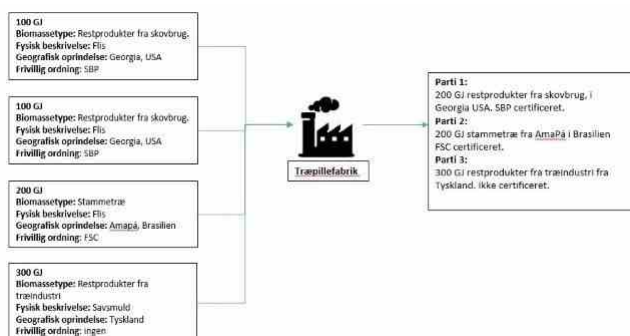 100 GJ
Biomassetype: Restprodukter fra skovbrug.
Fysisk beskrivelse: Flis
Geografisk oprindelse: Georgia, USA
Frivillig ordning: SBP
100 GJ
Biomassetype: Restprodukter fra skovbrug.
Fysisk beskrivelse: Flis
Geografisk oprindelse: Georgia, USA
Frivillig ordning: SBP
200 GJ
Biomassetype: Stammetræ
Fysisk beskrivelse: Flis
Geografisk oprindelse: Amapá, Brasilien
Frivillig ordning: FSC
300 GJ
Biomassetype: Restprodukter fra
træindustri
Fysisk beskrivelse: Savsmuld
Geografisk oprindelse: Tyskland
Frivillig ordning: ingen
Træpillefabrik
Parti 1:
200 GJ restprodukter fra skovbrug, i
Georgia USA. SBP certificeret.
Parti 2:
200 GJ stammetræ fra AmaPá i Brasilien
FSC certificeret.
Parti 3:
300 GJ restprodukter fra træindustri fra
Tyskland. Ikke certificeret.